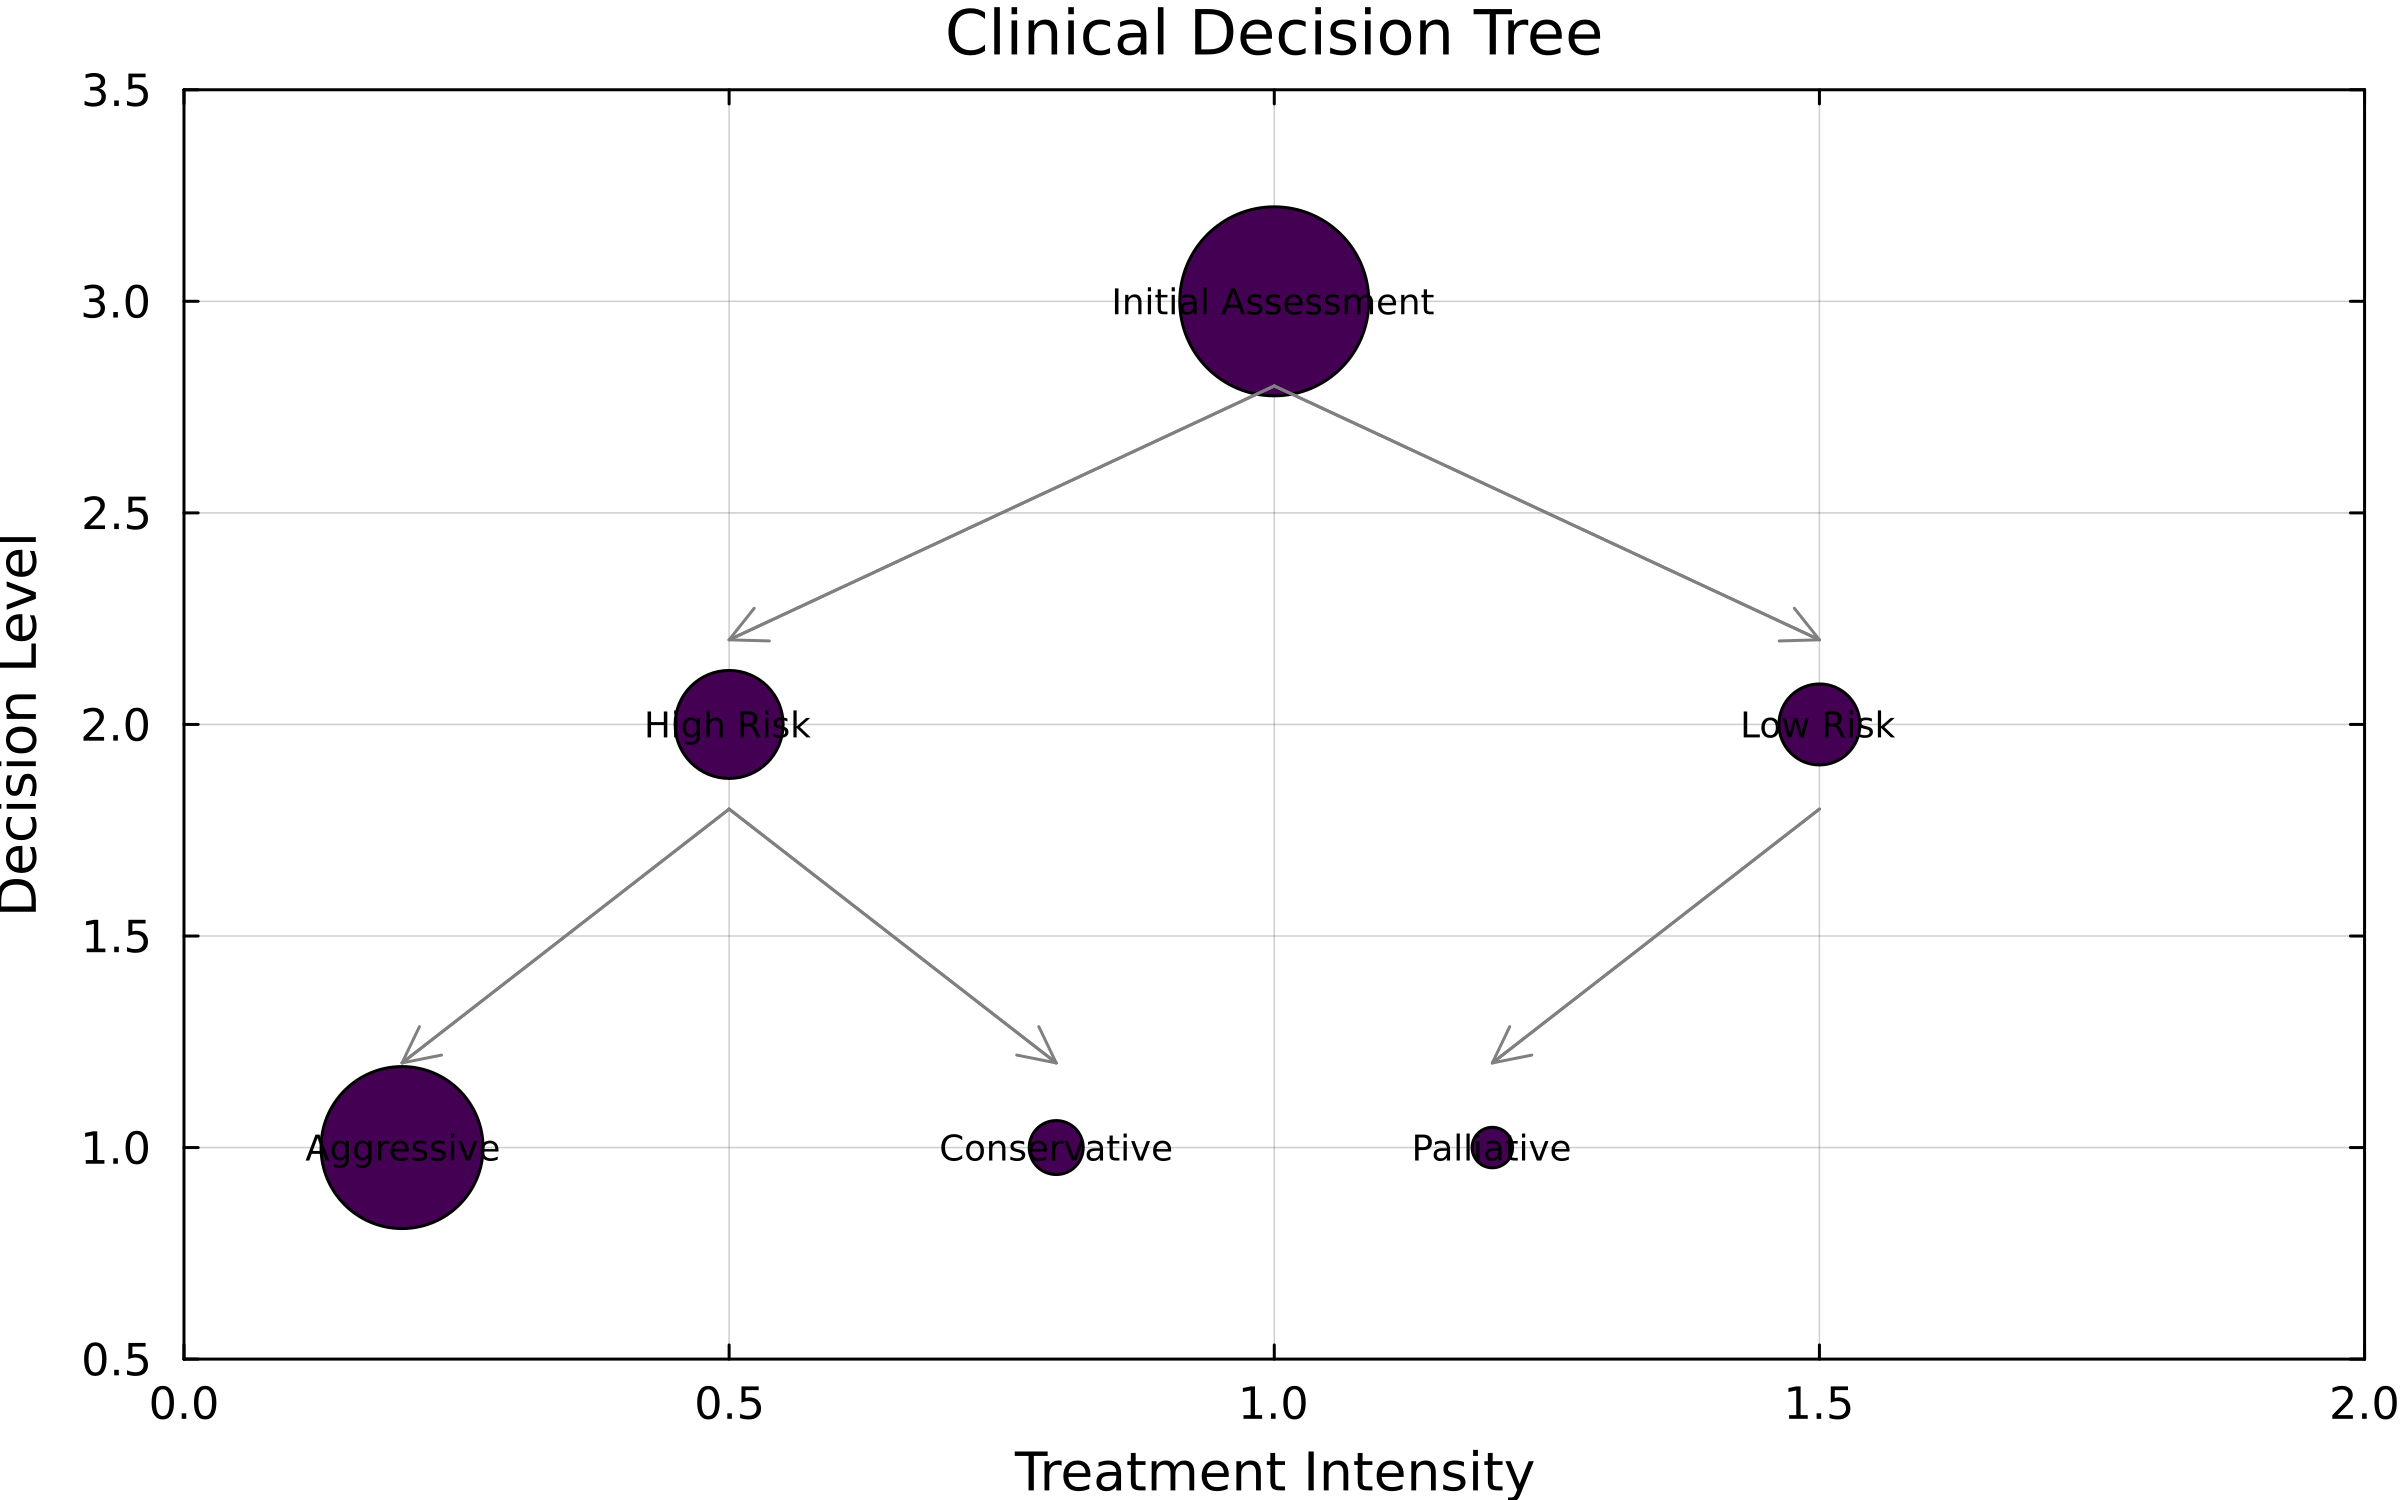 Clinical Decision Tree
3.5
3.0
2.5
2.0
1.5
1.0
0.5
Decision Level
Initial Assessment
High Risk
Low Risk
Aggressive
Conservative
Palliative
0.0
0.5
1.0
1.5
2.0
Treatment Intensity